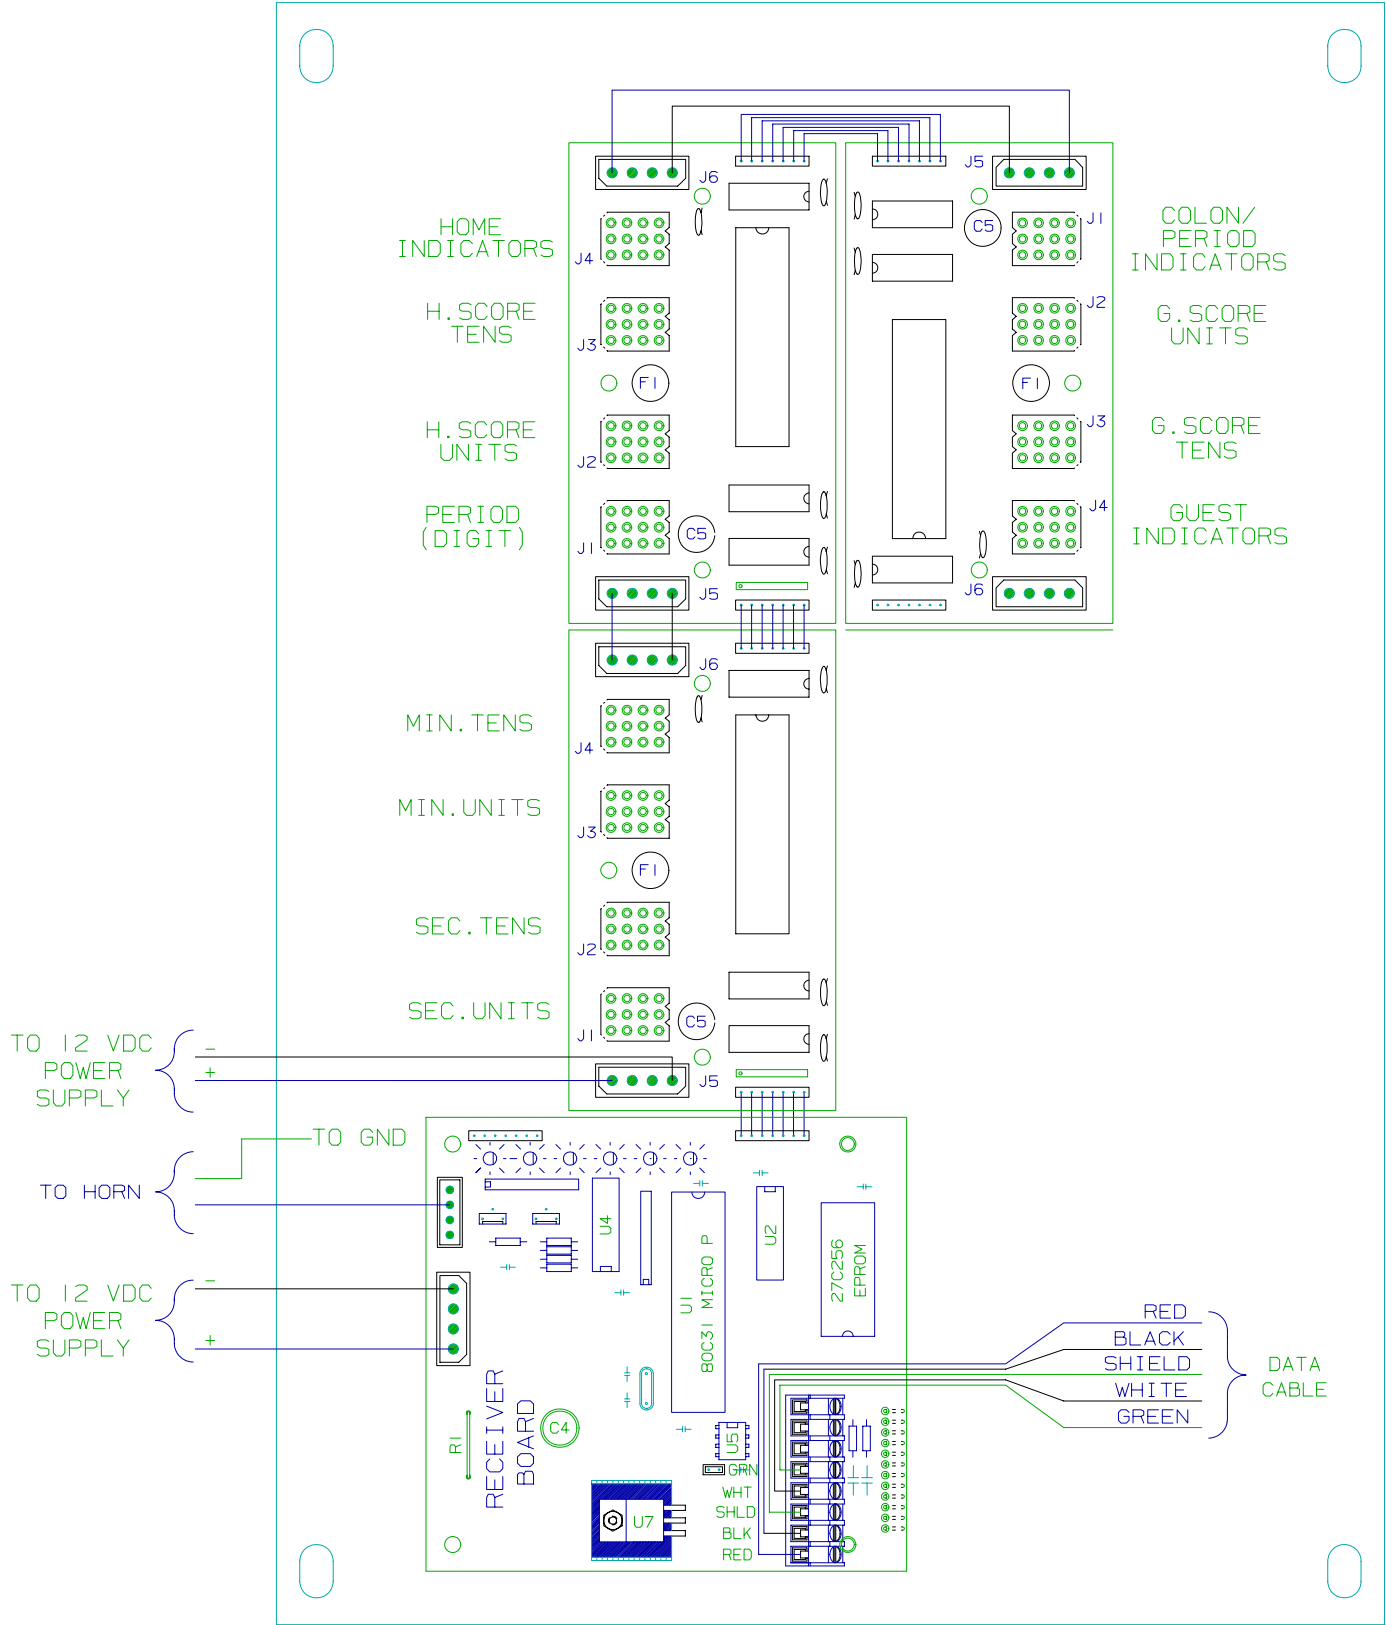 J6
J5
HOME
INDICATORS
J4
C5
J1
COLON/
PERIOD
INDICATORS
H.SCORE
TENS
J3
J2
G.SCORE
UNITS
F1
F1
H.SCORE
UNITS
J2
J3
G.SCORE
TENS
PERIOD
(DIGIT)
J1
C5
J4
GUEST
INDICATORS
J5
J6
J6
MIN.TENS
J4
MIN.UNITS
J3
F1
SEC.TENS
J2
SEC.UNITS
J1
C5
J5
TO 12 VDC
POWER
SUPPLY
-
+
TO GND
TO HORN
TO 12 VDC
POWER
SUPPLY
-
+
U4
U2
U1
80C31 MICRO P
27C256
EPROM
RED
BLACK
SHIELD
WHITE
GREEN
DATA
CABLE
R1
RECEIVER
BOARD
C4
U5
U7
GRN
WHT
SHLD
BLK
RED